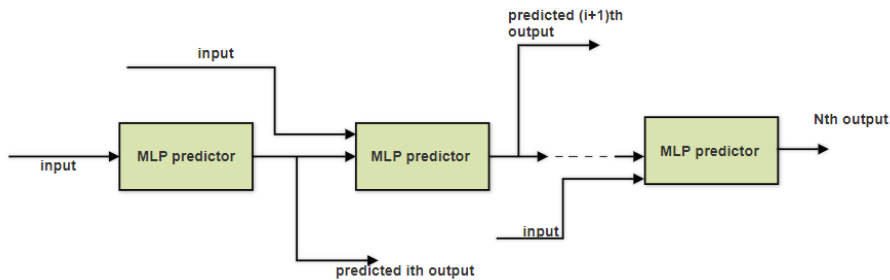 predicted (i+1)th
output
input
Nth output
MLP predictor
MLP predictor
MLP predictor
input
input
predicted ith output